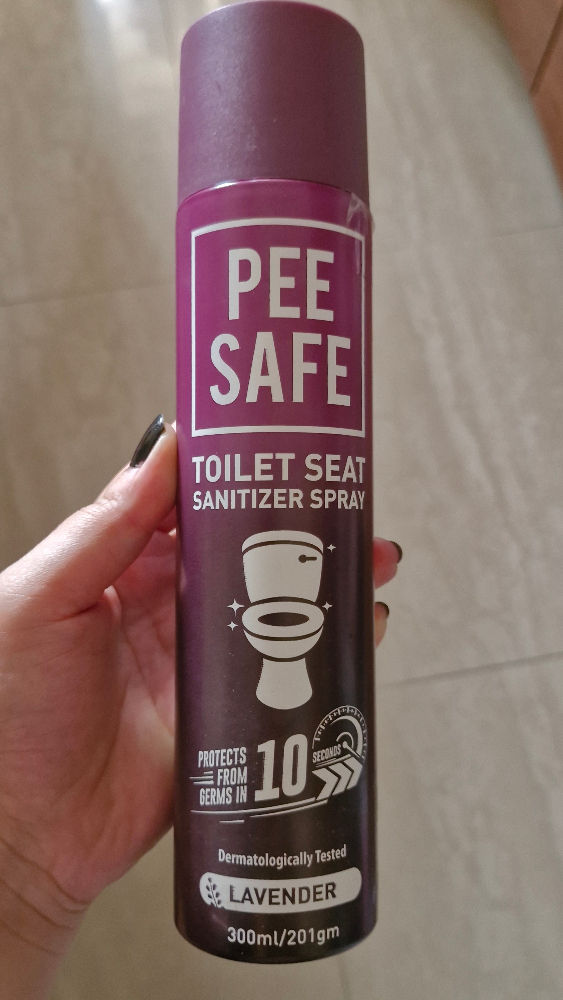 PEE
SAFE
TOILET SEAT
SANITIZER SPRAY
PROTECTS
FROM
GERMS IN
10
SECONDS
Dermatologically Tested
LAVENDER
300ml/201gm